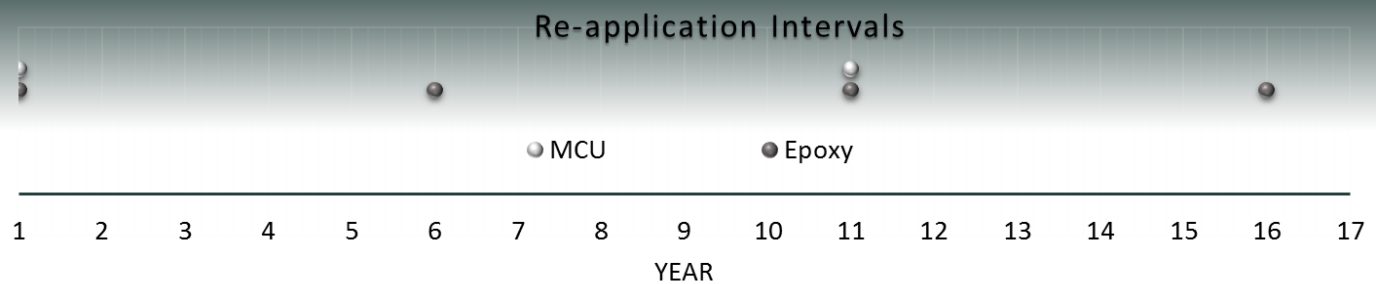 Re-application Intervals
MCU Epoxy
1 2 3 4 5 6 7 8 9 10 11 12 13 14 15 16 17
YEAR